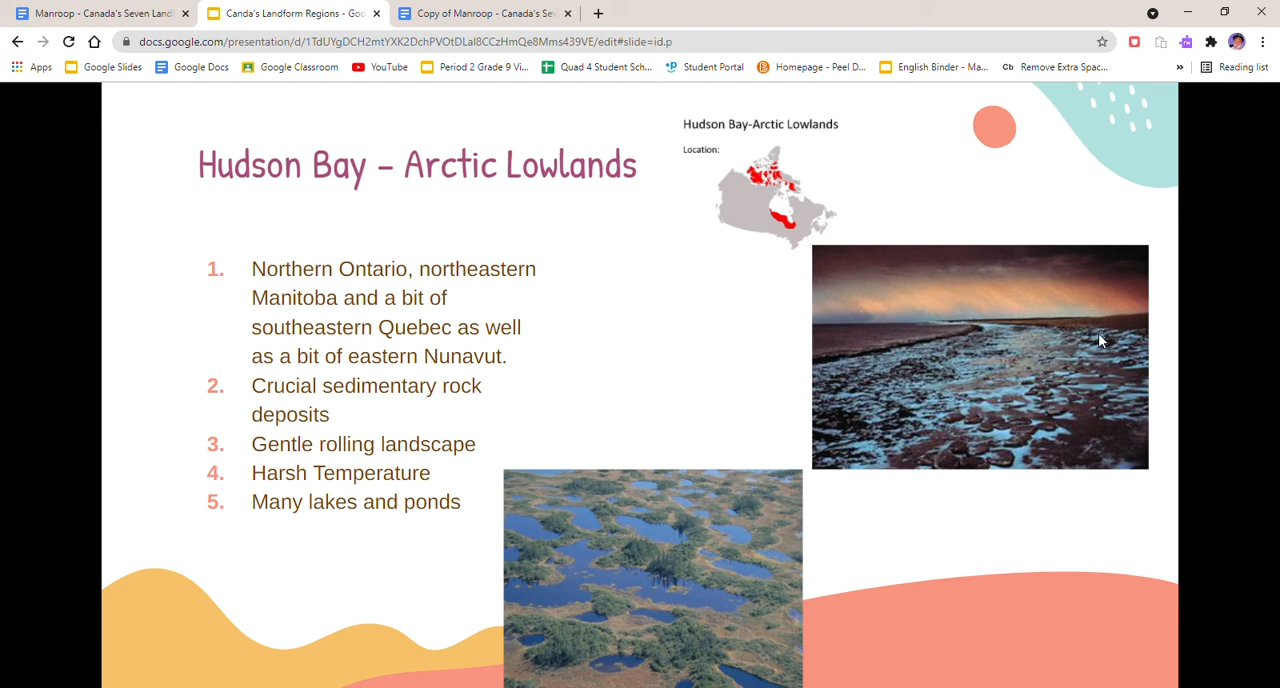 Manroop - Canada's Seven Landf
Canda's Landform Regions - Goo
Copy of Manroop - Canada's Sev
docs.google.com/presentation/d/1TdUYgDCH2mtYXK2DchPVOtDLal8CCzHmQe8Mms439VE/edit#slide=id.p
Apps
Google Slides
Google Docs
Google Classroom
YouTube
Period 2 Grade 9 Vi...
Quad 4 Student Sch...
Student Portal
Homepage - Peel D...
English Binder - Ma...
Cb Remove Extra Spac...
»
Reading list
Hudson Bay – Arctic Lowlands
Hudson Bay-Arctic Lowlands
Location:
1. Northern Ontario, northeastern
Manitoba and a bit of
southeastern Quebec as well
as a bit of eastern Nunavut.
2. Crucial sedimentary rock
deposits
3. Gentle rolling landscape
4. Harsh Temperature
5. Many lakes and ponds